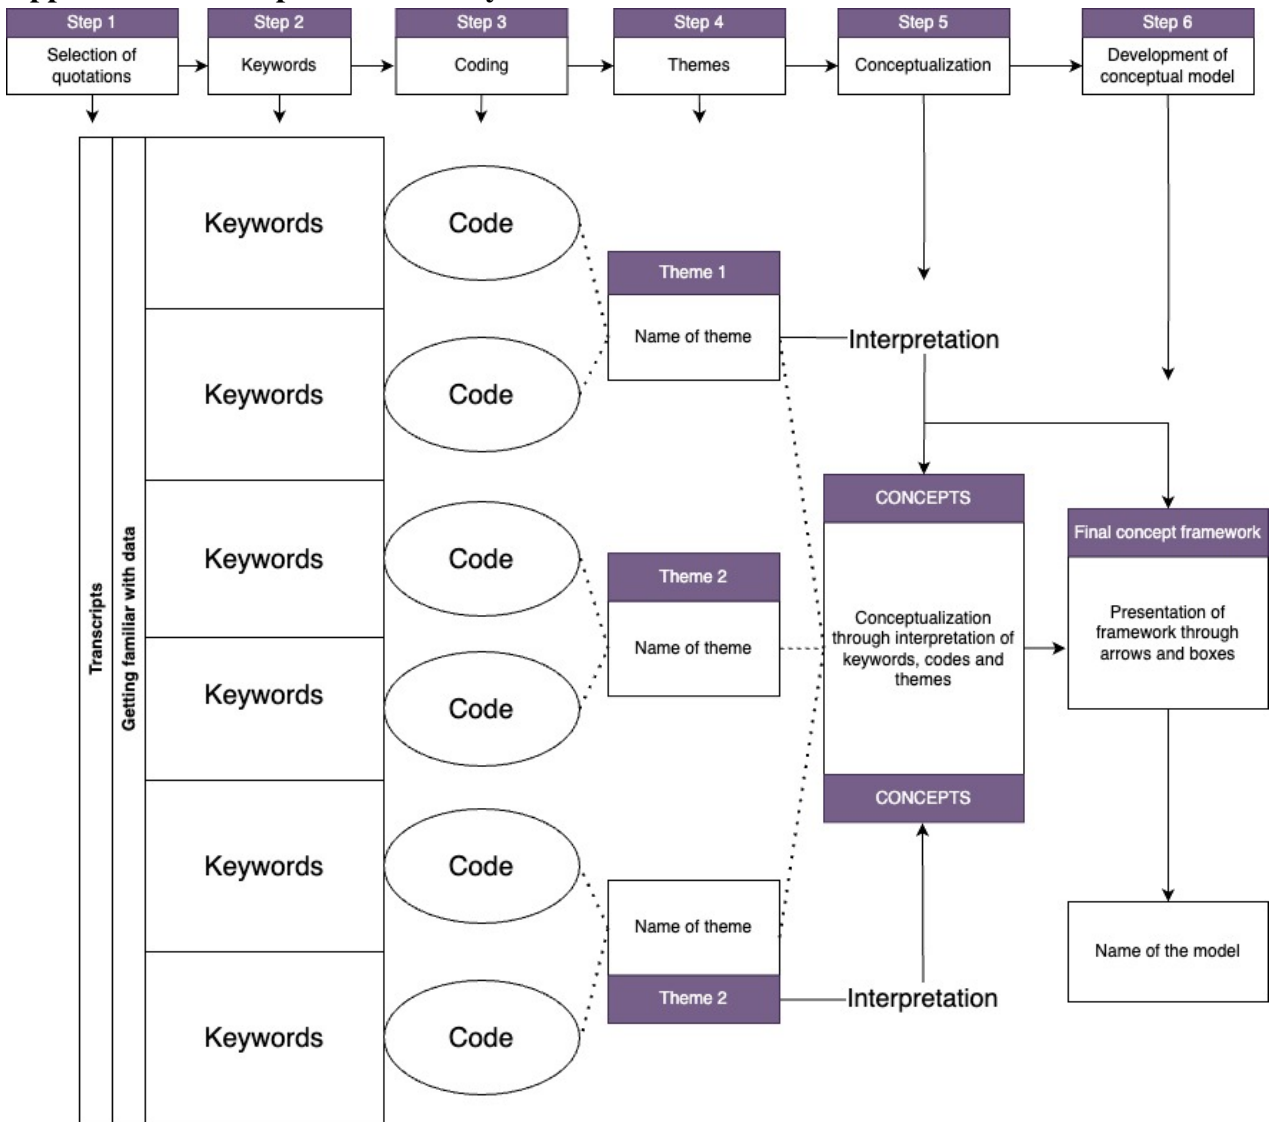 Step 1
Selection of
quotations
Step 2
Keywords
Step 3
Coding
Step 4
Themes
Step 5
Conceptualization
Step 6
Development of
conceptual model
Transcripts
Getting familiar with data
Keywords
Code
Keywords
Code
Keywords
Code
Keywords
Code
Keywords
Code
Keywords
Code
Theme 1
Name of theme
Theme 2
Name of theme
Name of theme
Theme 2
Interpretation
CONCEPTS
Conceptualization
through interpretation of
keywords, codes and
themes
CONCEPTS
Interpretation
Final concept framework
Presentation of
framework through
arrows and boxes
Name of the model